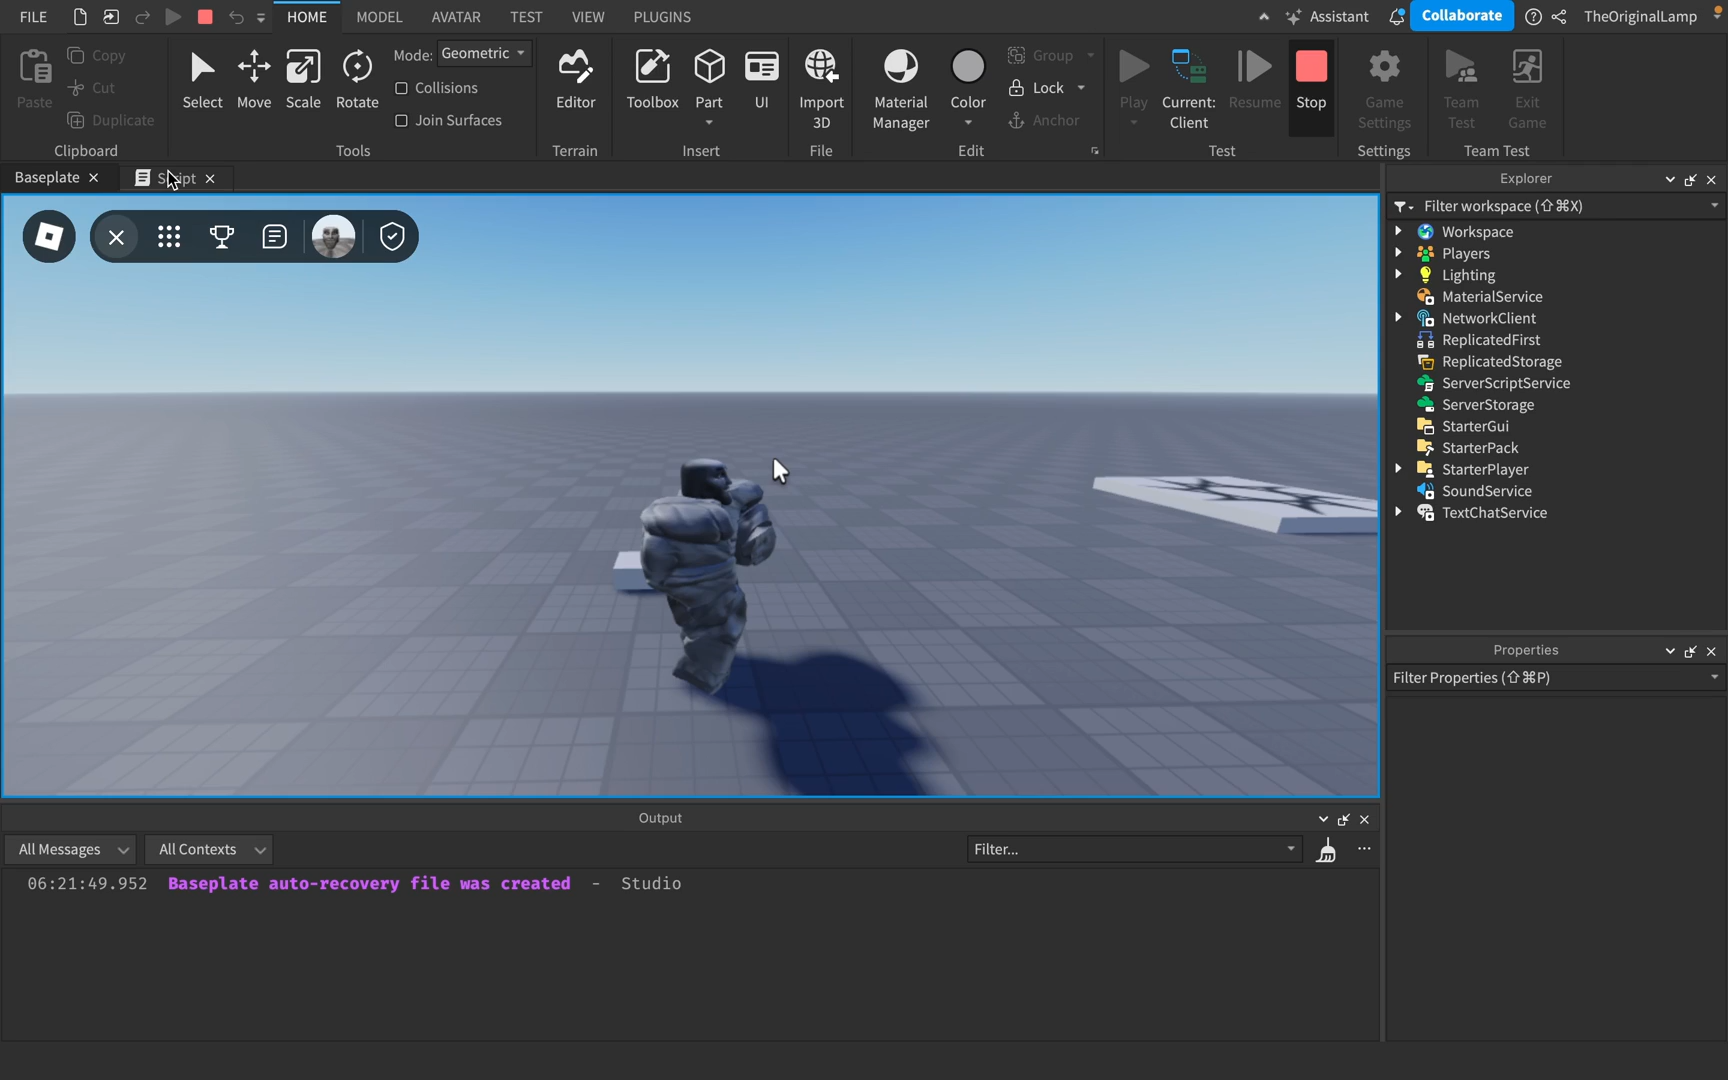 FILE
HOME
MODEL
AVATAR
TEST
VIEW
PLUGINS
Assistant
Collaborate
TheOriginalLamp
Paste
Copy
Cut
Duplicate
Clipboard
Select
Move
Scale
Rotate
Mode: Geometric
Collisions
Join Surfaces
Tools
Editor
Terrain
Toolbox
Part
UI
Insert
Import
3D
File
Material
Manager
Color
Group
Lock
Anchor
Edit
Play
Current:
Client
Resume
Stop
Test
Game
Settings
Settings
Team
Test
Exit
Game
Team Test
Baseplate
Script
Explorer
Filter workspace (⇧⌘X)
Workspace
Players
Lighting
MaterialService
NetworkClient
ReplicatedFirst
ReplicatedStorage
ServerScriptService
ServerStorage
StarterGui
StarterPack
StarterPlayer
SoundService
TextChatService
Properties
Filter Properties (⇧⌘P)
Output
All Messages
All Contexts
Filter...
06:21:49.952 Baseplate auto-recovery file was created - Studio